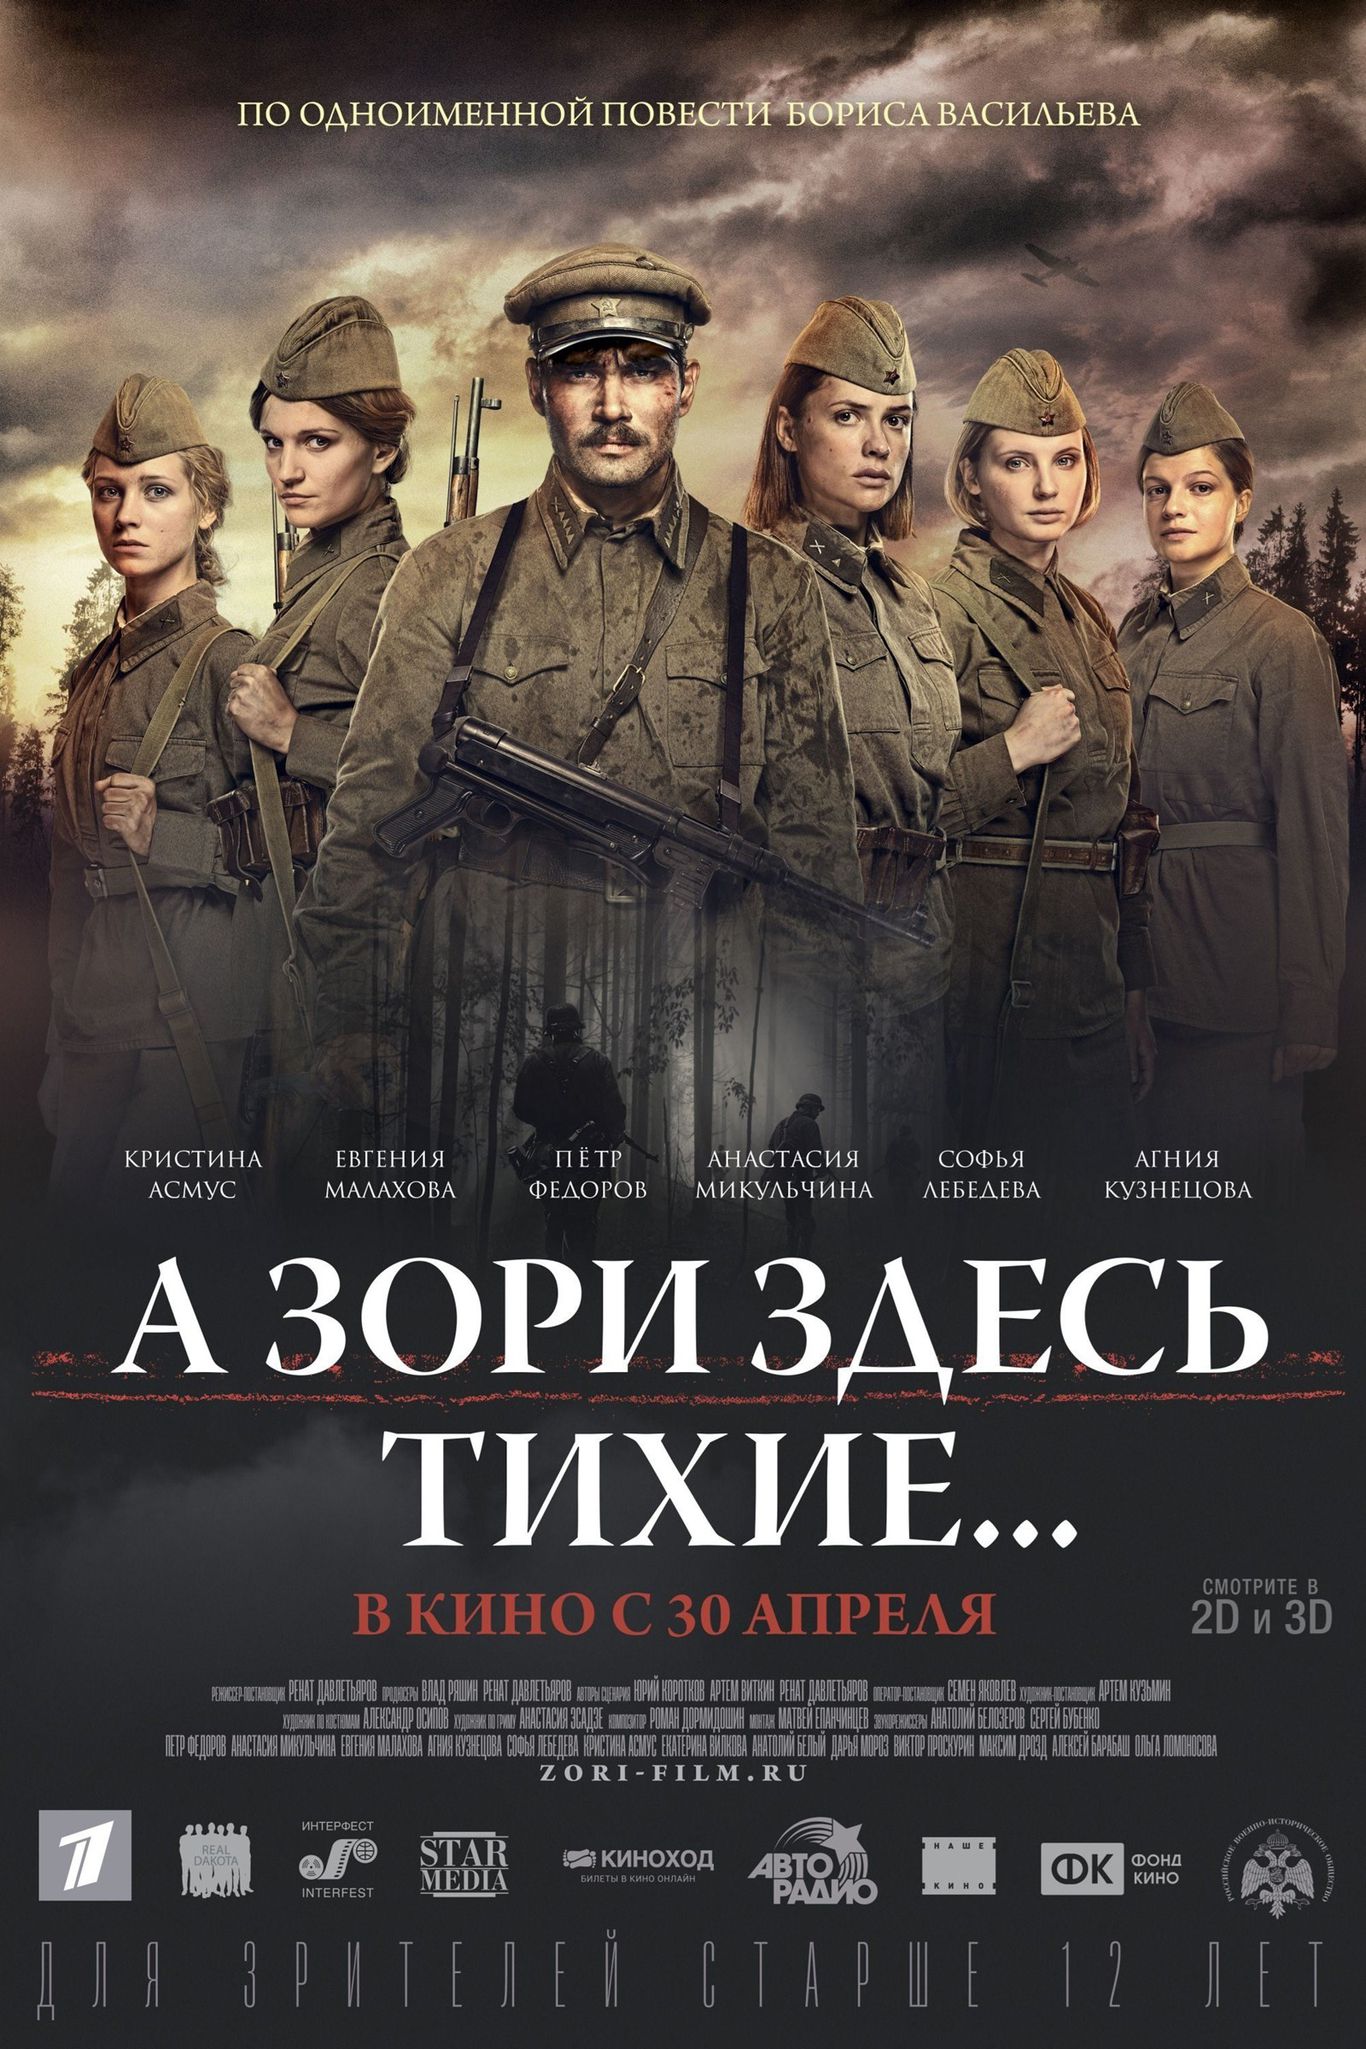 ПО ОДНОИМЕННОЙ ПОВЕСТИ БОРИСА ВАСИЛЬЕВА
КРИСТИНА АСМУС
ЕВГЕНИЯ МАЛАХОВА
ПЁТР ФЕДОРОВ
АНАСТАСИЯ МИКУЛЬЧИНА
СОФЬЯ ЛЕБЕДЕВА
АГНИЯ КУЗНЕЦОВА
А ЗОРИ ЗДЕСЬ
ТИХИЕ...
В КИНО С 30 АПРЕЛЯ
СМОТРИТЕ В
2D и 3D
РЕЖИССЕР-ПОСТАНОВЩИК РЕНАТ ДАВЛЕТЬЯРОВ ПРОДЮСЕРЫ ВЛАД РЯШИН РЕНАТ ДАВЛЕТЬЯРОВ АВТОРЫ СЦЕНАРИЯ ЮРИЙ КОРОТКОВ АРТЕМ ВИТКИН РЕНАТ ДАВЛЕТЬЯРОВ ОПЕРАТОР-ПОСТАНОВЩИК СЕМЕН ЯКОВЛЕВ ХУДОЖНИК-ПОСТАНОВЩИК АРТЕМ КУЗЬМИН
ХУДОЖНИК ПО КОСТЮМАМ АЛЕКСАНДР ОСИПОВ ХУДОЖНИК ПО ГРИМУ АНАСТАСИЯ ЭСАДЗЕ КОМПОЗИТОР РОМАН ДОРМИДОШИН МОНТАЖ МАТВЕЙ ЕПАНЧИНЦЕВ ЗВУКОРЕЖИССЕРЫ АНАТОЛИЙ БЕЛОЗЕРОВ СЕРГЕЙ БУБЕНКО
ПЕТР ФЕДОРОВ АНАСТАСИЯ МИКУЛЬЧИНА ЕВГЕНИЯ МАЛАХОВА АГНИЯ КУЗНЕЦОВА СОФЬЯ ЛЕБЕДЕВА КРИСТИНА АСМУС ЕКАТЕРИНА ВИЛКОВА АНАТОЛИЙ БЕЛЫЙ ДАРЬЯ МОРОЗ ВИКТОР ПРОСКУРИН МАКСИМ ДРОЗД АЛЕКСЕЙ БАРАБАШ ОЛЬГА ЛОМОНОСОВА
ZORI-FILM.RU
1
REAL DAKOTA
ИНТЕРФЕСТ
INTERFEST
STAR
MEDIA
КИНОХОД
БИЛЕТЫ В КИНО ОНЛАЙН
АВТО
РАДИО
НАШЕ
КИНО
ФК ФОНД КИНО
РОССИЙСКОЕ ВОЕННО-ИСТОРИЧЕСКОЕ ОБЩЕСТВО
ДЛЯ ЗРИТЕЛЕЙ СТАРШЕ 12 ЛЕТ